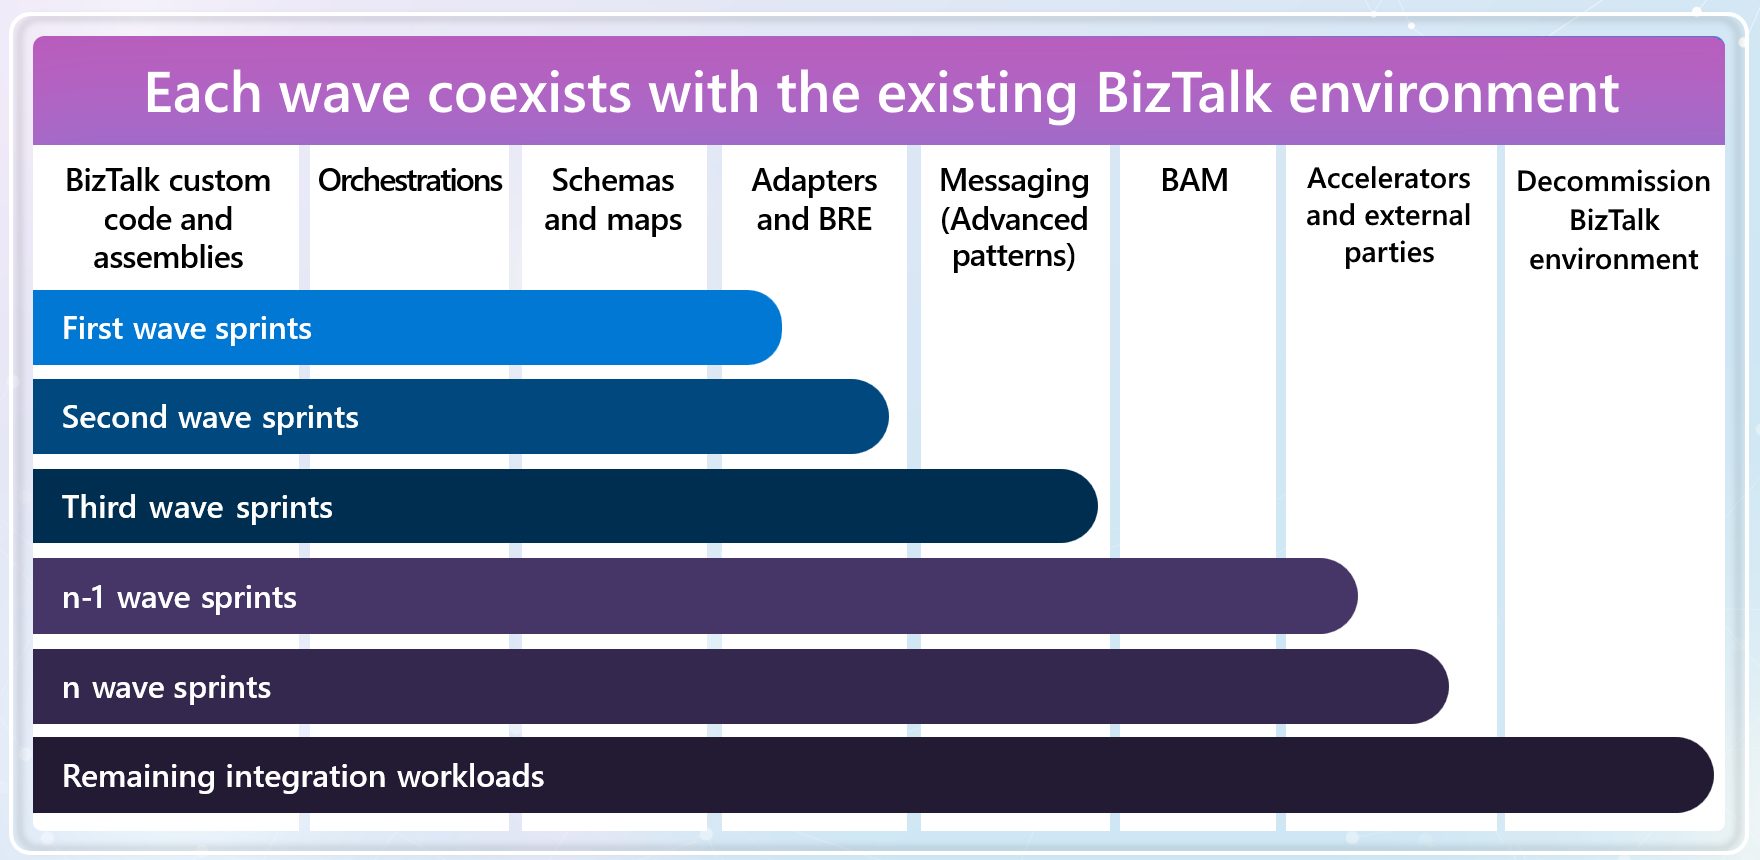 Each wave coexists with the existing BizTalk environment
BizTalk custom
code and
assemblies
Orchestrations
Schemas
and maps
Adapters
and BRE
Messaging
(Advanced
patterns)
BAM
Accelerators
and external
parties
Decommission
BizTalk
environment
First wave sprints
Second wave sprints
Third wave sprints
n-1 wave sprints
n wave sprints
Remaining integration workloads